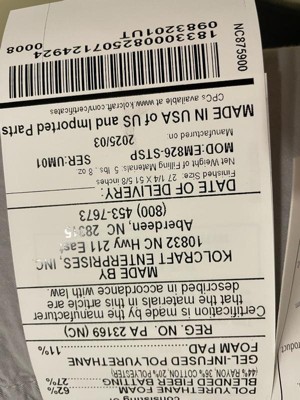 consisting of
POLYURETHANE FOAM 62%
BLENDED FIBER BATTING 27%
(44% RAYON, 36% COTTON 20% POLYESTER)
GEL-INFUSED POLYURETHANE
FOAM PAD 11%
REG. NO. PA 23169 (NC)
Certification is made by the manufacturer
that the materials in this article are
described in accordance with law.
MADE BY
KOLCRAFT ENTERPRISES, INC.
10832 NC Hwy 211 East
Aberdeen, NC 28315
(800) 453-7673
DATE OF DELIVERY:
Finished Size: 27 1/4 X 51 5/8 inches
Net Weight of Filling Materials: 5 lbs., 8
MOD:EM826-STSP SER:UM01
Manufactured on: 2025/03
MADE IN USA of US and Imported Parts
CPCs available at www.kolcraft.com/certificates
1833000082507124924 0008
0983201UT
NC875900